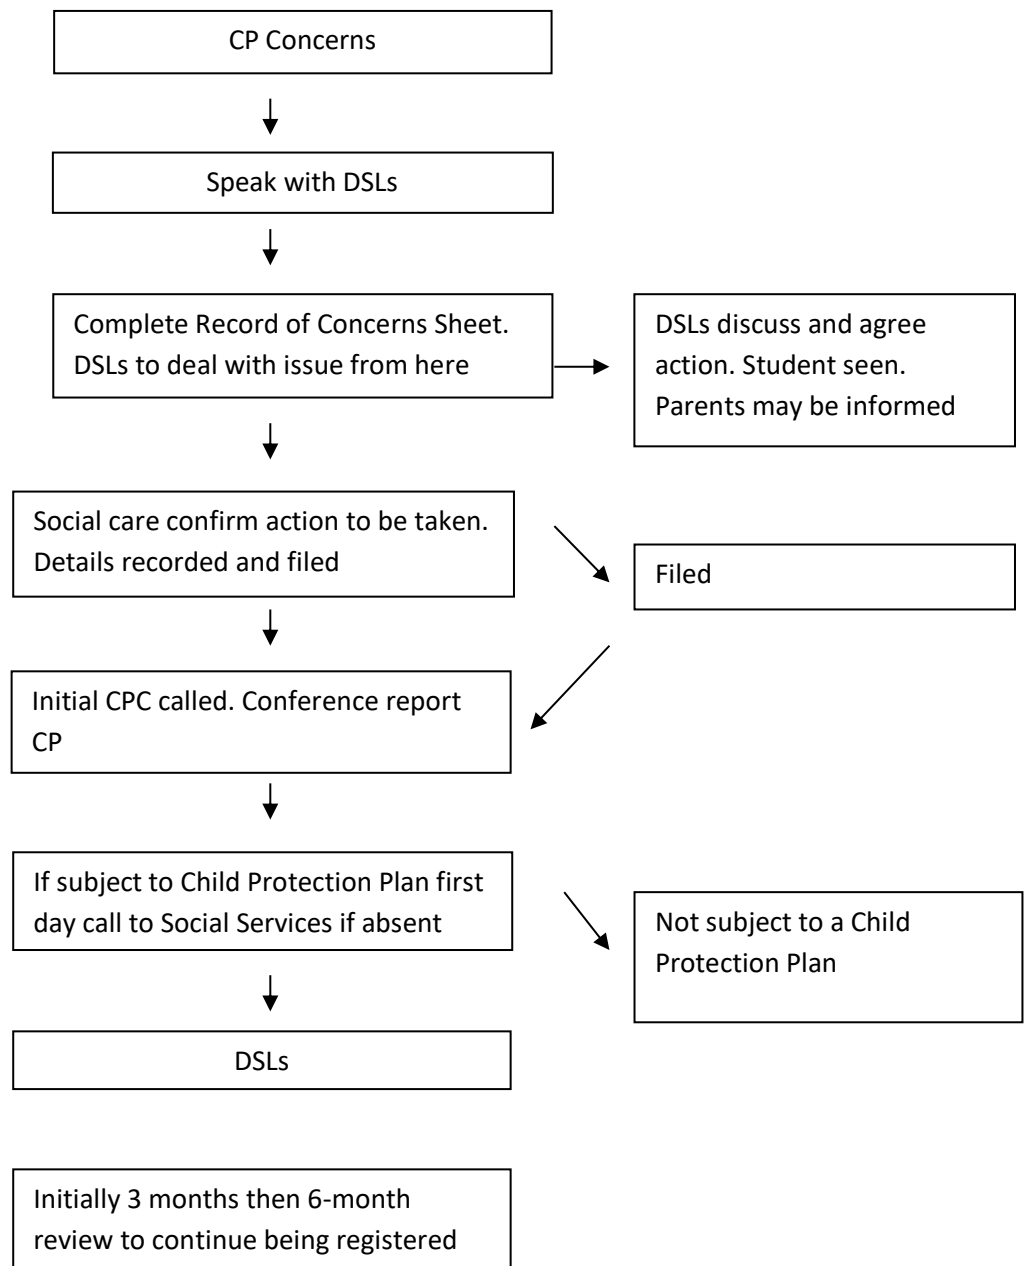 CP Concerns
Speak with DSLs
Complete Record of Concerns Sheet.
DSLs to deal with issue from here
DSLs discuss and agree
action. Student seen.
Parents may be informed
Social care confirm action to be taken.
Details recorded and filed
Filed
Initial CPC called. Conference report
CP
If subject to Child Protection Plan first
day call to Social Services if absent
Not subject to a Child
Protection Plan
DSLs
Initially 3 months then 6-month
review to continue being registered